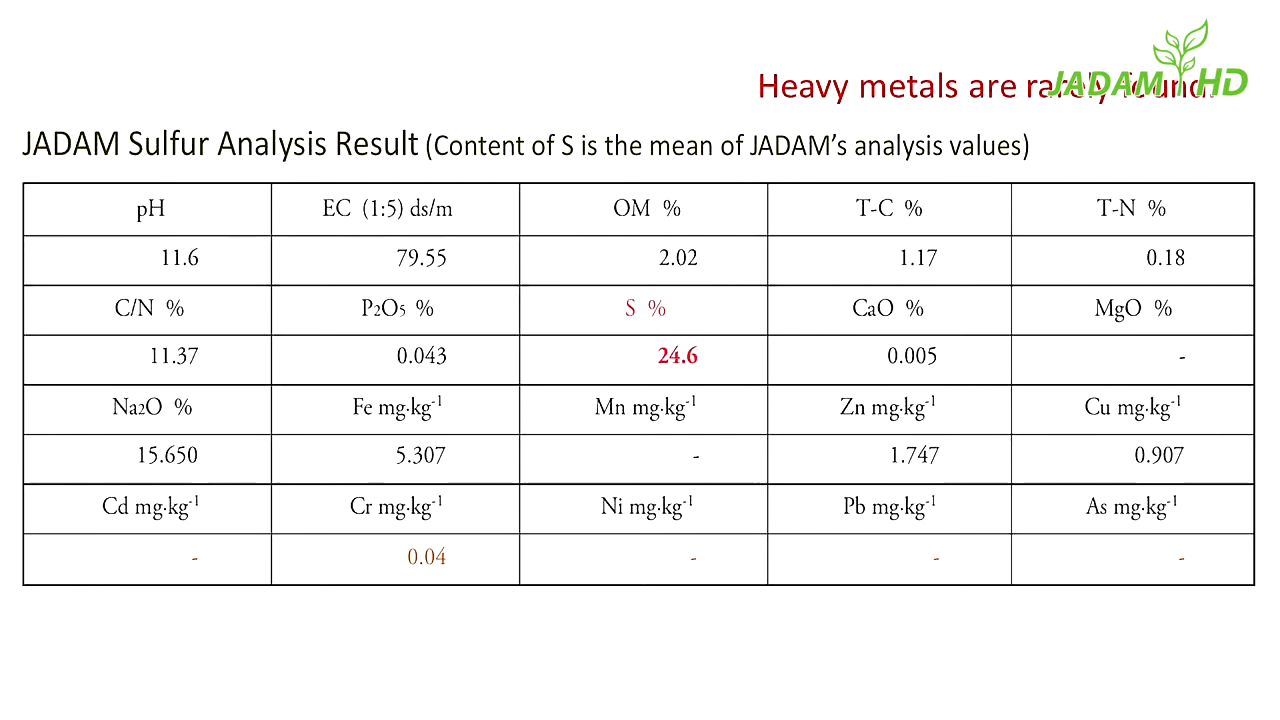 JADAM HD
Heavy metals are rarely found.
JADAM Sulfur Analysis Result (Content of S is the mean of JADAM's analysis values)
pH EC (1:5) ds/m OM % T-C % T-N %
11.6 79.55 2.02 1.17 0.18
C/N % P2O5 % S % CaO % MgO %
11.37 0.043 24.6 0.005 -
Na2O % Fe mg·kg-1 Mn mg·kg-1 Zn mg·kg-1 Cu mg·kg-1
15.650 5.307 - 1.747 0.907
Cd mg·kg-1 Cr mg·kg-1 Ni mg·kg-1 Pb mg·kg-1 As mg·kg-1
- 0.04 - - -